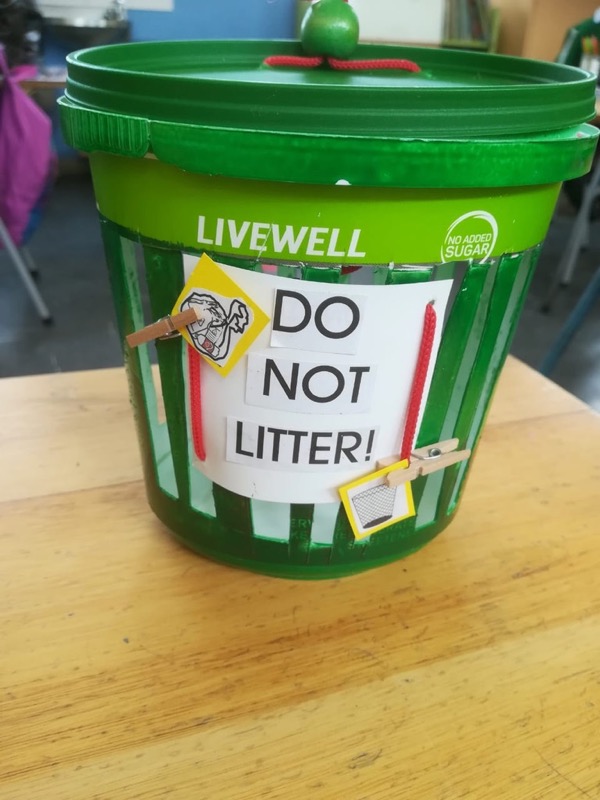 LIVEWELL
NO ADDED
SUGAR
DO
NOT
LITTER!